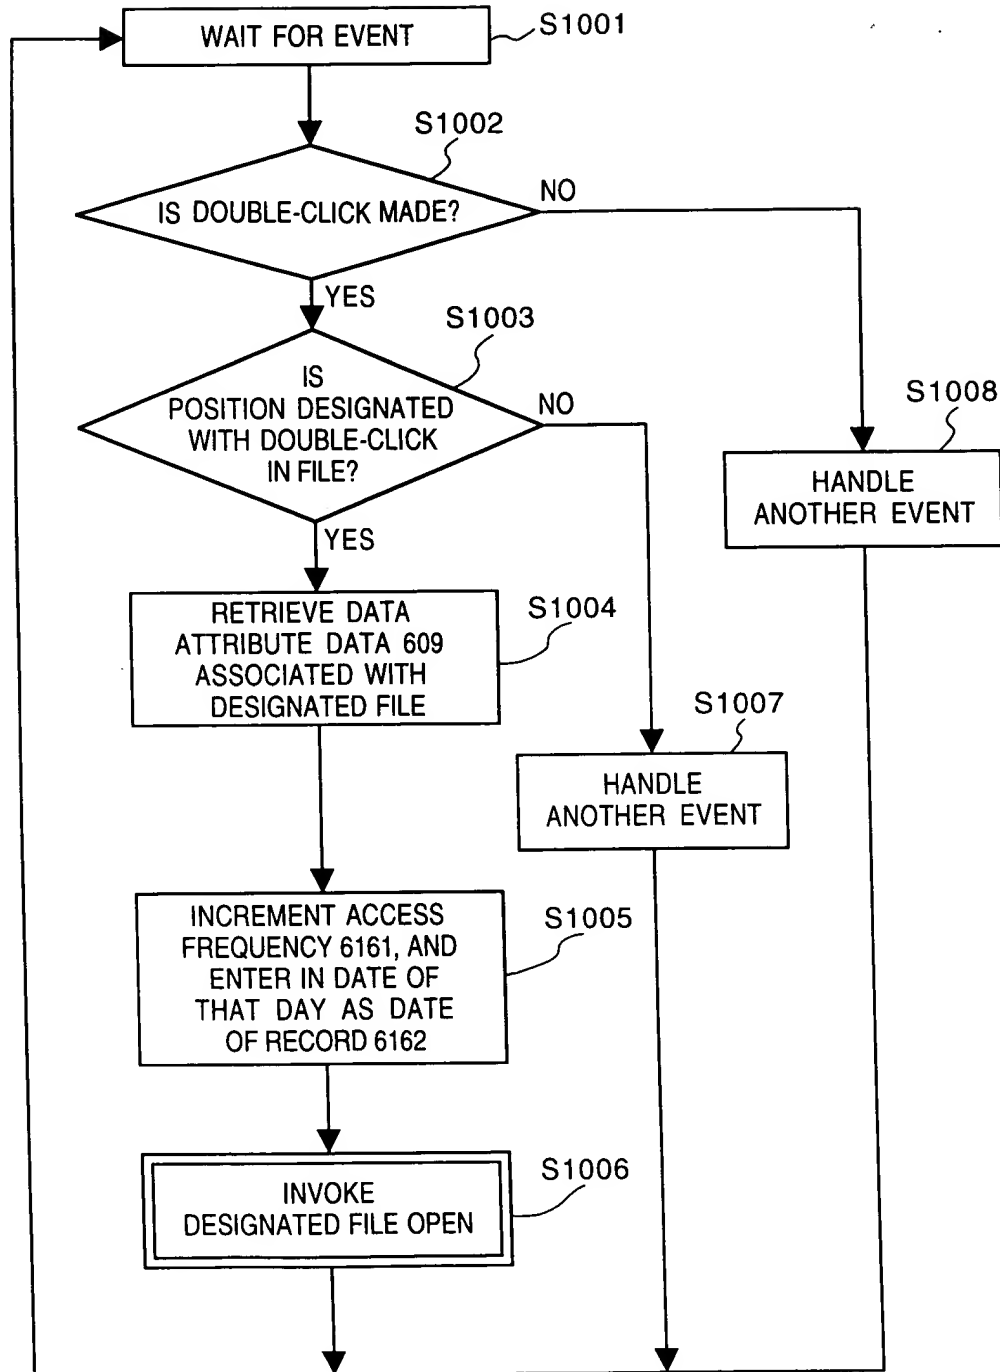 WAIT FOR EVENT
S1001
S1002
IS DOUBLE-CLICK MADE?
NO
YES
S1003
IS
POSITION DESIGNATED
WITH DOUBLE-CLICK
IN FILE?
NO
YES
S1008
HANDLE
ANOTHER EVENT
RETRIEVE DATA
ATTRIBUTE DATA 609
ASSOCIATED WITH
DESIGNATED FILE
S1004
S1007
HANDLE
ANOTHER EVENT
INCREMENT ACCESS
FREQUENCY 6161, AND
ENTER IN DATE OF
THAT DAY AS DATE
OF RECORD 6162
S1005
INVOKE
DESIGNATED FILE OPEN
S1006